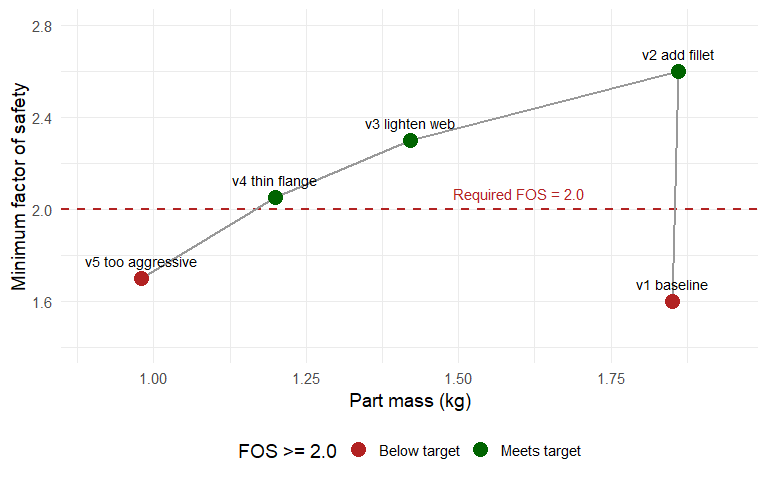 2.8
v2 add fillet
2.4
v3 lighten web
v4 thin flange
Required FOS = 2.0
2.0
v5 too aggressive
v1 baseline
1.6
Minimum factor of safety
1.00 1.25 1.50 1.75
Part mass (kg)
FOS >= 2.0 Below target Meets target